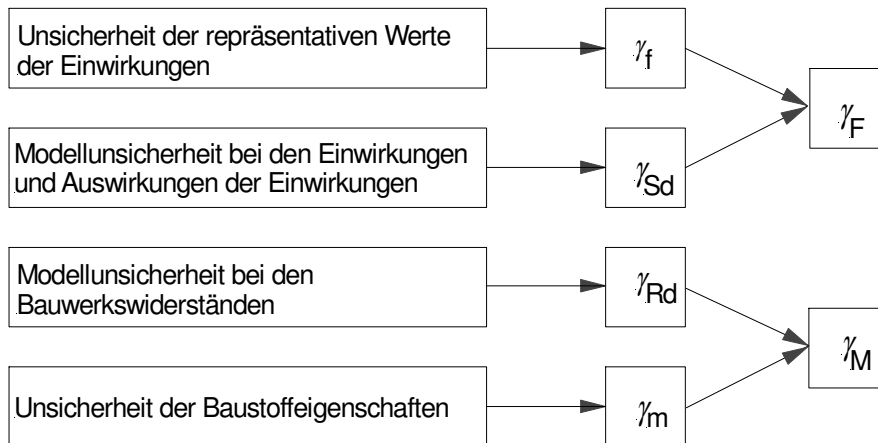 Unsicherheit der repräsentativen Werte
der Einwirkungen
γf
γF
Modellunsicherheit bei den Einwirkungen
und Auswirkungen der Einwirkungen
γSd
Modellunsicherheit bei den
Bauwerkswiderständen
γRd
γM
Unsicherheit der Baustoffeigenschaften
γm